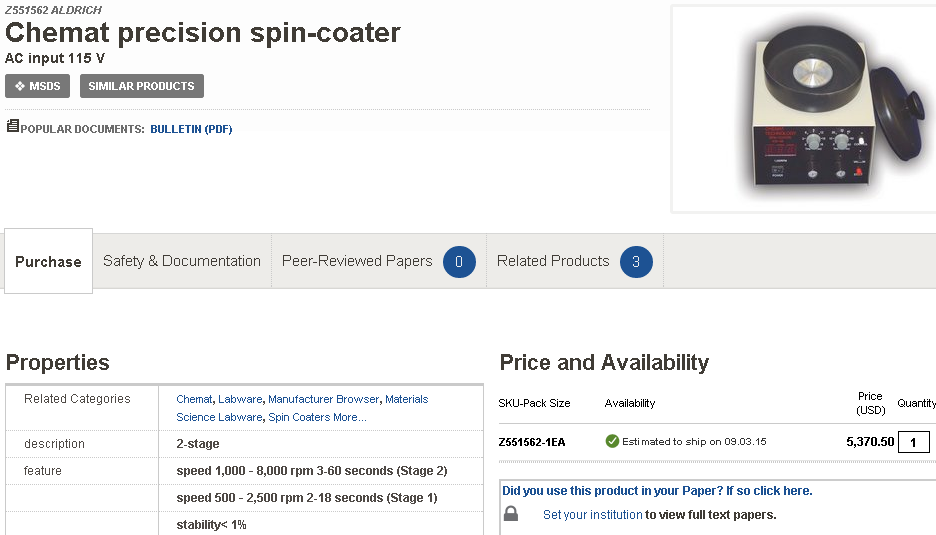 Z551562 ALDRICH
Chemat precision spin-coater
AC input 115 V
MSDS
SIMILAR PRODUCTS
POPULAR DOCUMENTS: BULLETIN (PDF)
Purchase
Safety & Documentation
Peer-Reviewed Papers 0
Related Products 3
Properties
Related Categories
Chemat, Labware, Manufacturer Browser, Materials
Science Labware, Spin Coaters More...
description
2-stage
feature
speed 1,000 - 8,000 rpm 3-60 seconds (Stage 2)
speed 500 - 2,500 rpm 2-18 seconds (Stage 1)
stability< 1%
Price and Availability
SKU-Pack Size
Availability
Price
(USD)
Quantity
Z551562-1EA
Estimated to ship on 09.03.15
5,370.50
1
Did you use this product in your Paper? If so click here.
Set your institution to view full text papers.